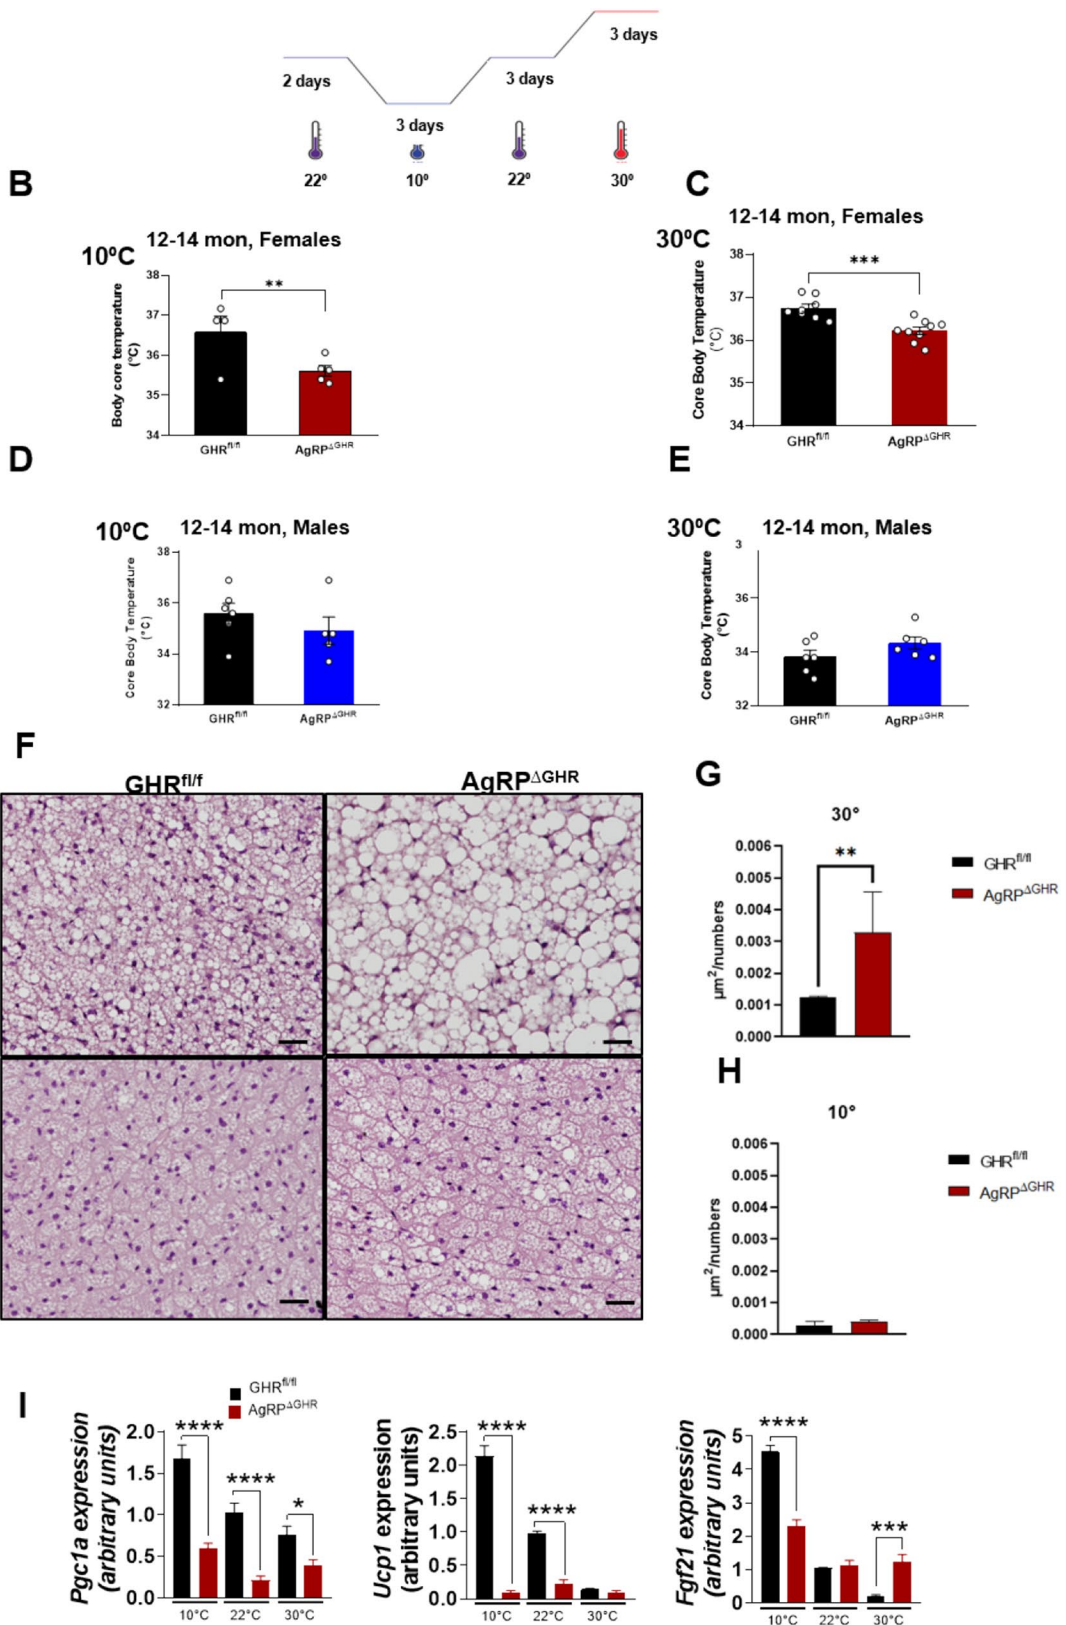 3 days
2 days
3 days
3 days
22º
10º
22º
30º
B
C
10ºC
12-14 mon, Females
38
37
36
35
34
Body core temperature
(°C)
**
GHRfl/fl
AgRPΔGHR
30ºC
12-14 mon, Females
38
37
36
35
34
Core Body Temperature
(°C)
***
GHRfl/fl
AgRPΔGHR
D
E
10ºC
12-14 mon, Males
38
36
34
32
Core Body Temperature
(°C)
GHRfl/fl
AgRPΔGHR
30ºC
12-14 mon, Males
3
36
34
32
Core Body Temperature
(°C)
GHRfl/fl
AgRPΔGHR
F
GHRfl/f
AgRPΔGHR
G
30°
0.006
0.005
0.004
0.003
0.002
0.001
0.000
µm²/numbers
**
GHRfl/fl
AgRPΔGHR
H
10°
0.006
0.005
0.004
0.003
0.002
0.001
0.000
µm²/numbers
GHRfl/fl
AgRPΔGHR
I
GHRfl/fl
AgRPΔGHR
Pgc1a expression
(arbitrary units)
2.0
1.5
1.0
0.5
0.0
****
****
*
10°C
22°C
30°C
Ucp1 expression
(arbitrary units)
2.5
2.0
1.5
1.0
0.5
0.0
****
****
10°C
22°C
30°C
Fgf21 expression
(arbitrary units)
5
4
3
2
1
0
****
***
10°C
22°C
30°C